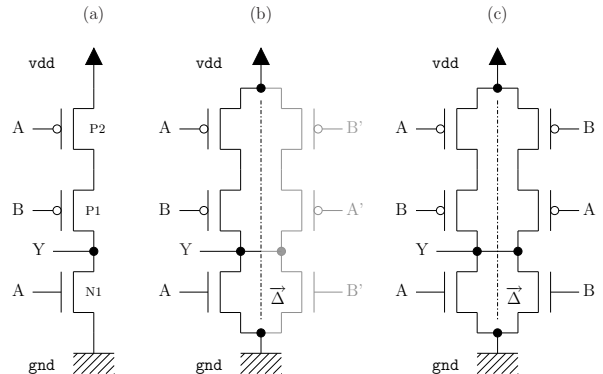 (a) (b) (c)
vdd vdd vdd
A P2 A B' A B
B P1 B A' B A
Y Y Y
A N1 A B' A B
Δ Δ
gnd gnd gnd